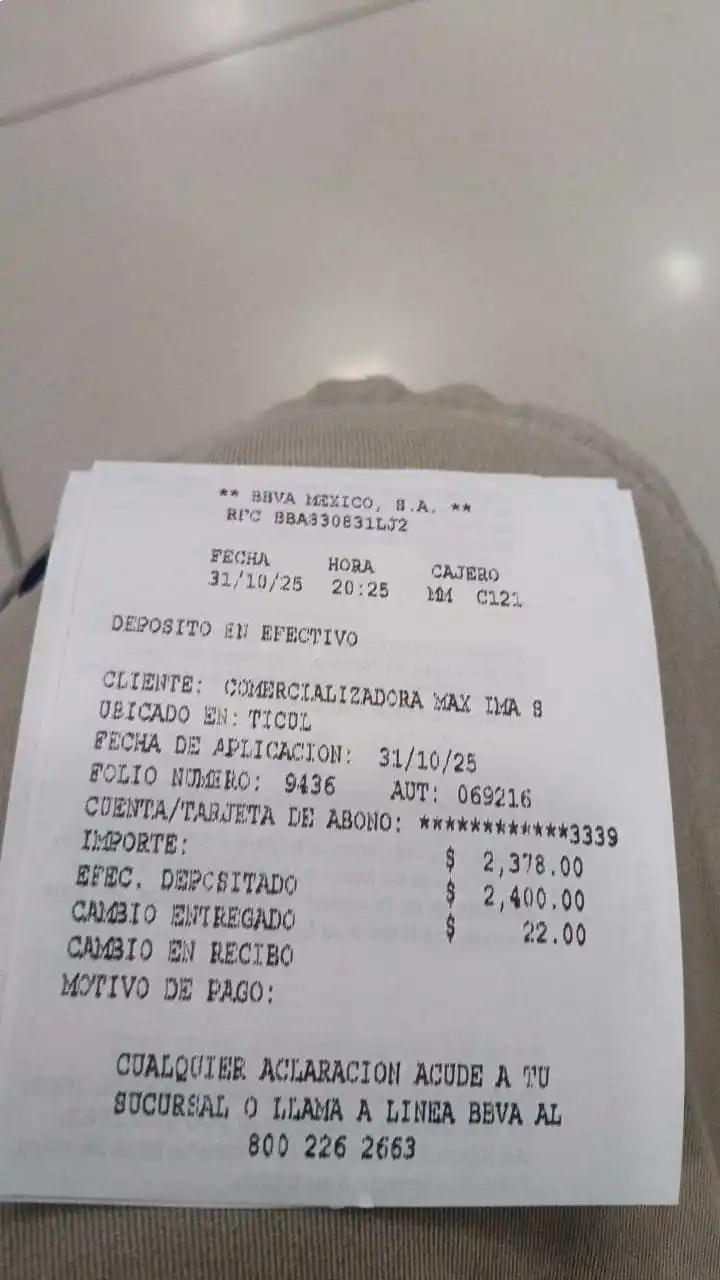 ** BBVA MEXICO, S.A. **
RFC BBA830831LJ2
FECHA HORA CAJERO
31/10/25 20:25 MM C121
DEPOSITO EN EFECTIVO
CLIENTE: COMERCIALIZADORA MAX IMA S
UBICADO EN: TICUL
FECHA DE APLICACION: 31/10/25
FOLIO NUMERO: 9436 AUT: 069216
CUENTA/TARJETA DE ABONO: ************3339
IMPORTE: $ 2,378.00
EFEC. DEPOSITADO $ 2,400.00
CAMBIO ENTREGADO $ 22.00
CAMBIO EN RECIBO
MOTIVO DE PAGO:
CUALQUIER ACLARACION ACUDE A TU
SUCURSAL O LLAMA A LINEA BBVA AL
800 226 2663